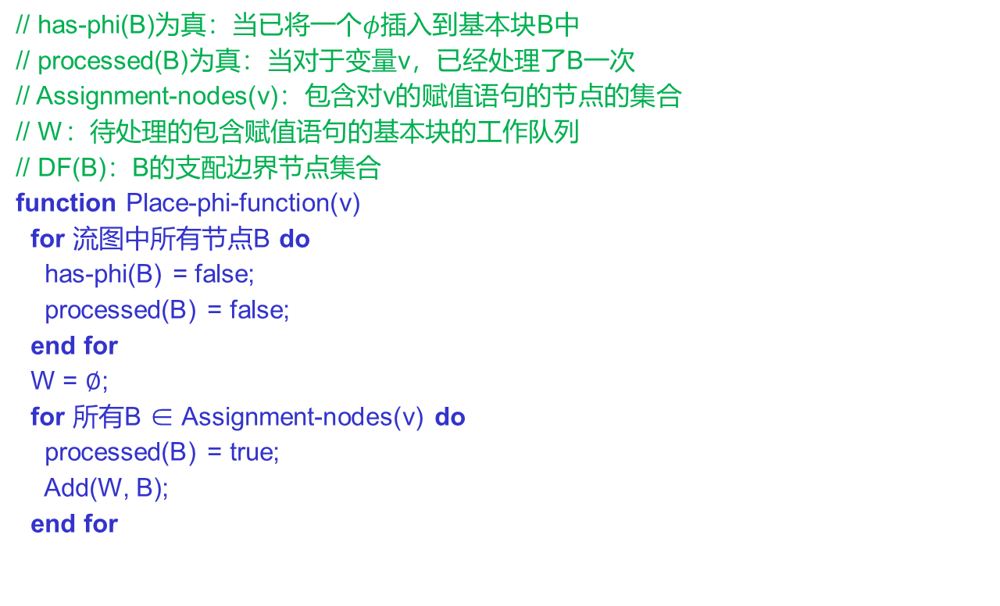 // has-phi(B)为真：当已将一个ϕ插入到基本块B中
// processed(B)为真：当对于变量v，已经处理了B一次
// Assignment-nodes(v)：包含对v的赋值语句的节点的集合
// W：待处理的包含赋值语句的基本块的工作队列
// DF(B)：B的支配边界节点集合
function Place-phi-function(v)
for 流图中所有节点B do
has-phi(B) = false;
processed(B) = false;
end for
W = ∅;
for 所有B ∈ Assignment-nodes(v) do
processed(B) = true;
Add(W, B);
end for